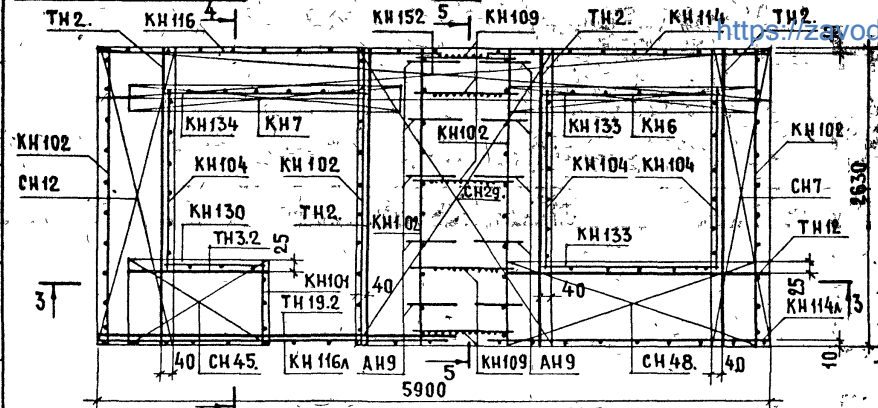 ТН2. КН116 4 КН152 5 КН109 ТН2. КН114 ТН2.
https://zavod
КН134 КН7 КН102 КН133 КН6 КН102
КН102
КН104 КН102 КН104 КН104
СН12 СН29. СН7 2630
КН130 ТН2. КН102 КН133
ТН3.2 25 ТН12
КН101 40 40 25
3 ТН19.2 КН114л 3
40 СН45. КН116л АН9 5 КН109 АН9 СН48. 40 10
5900